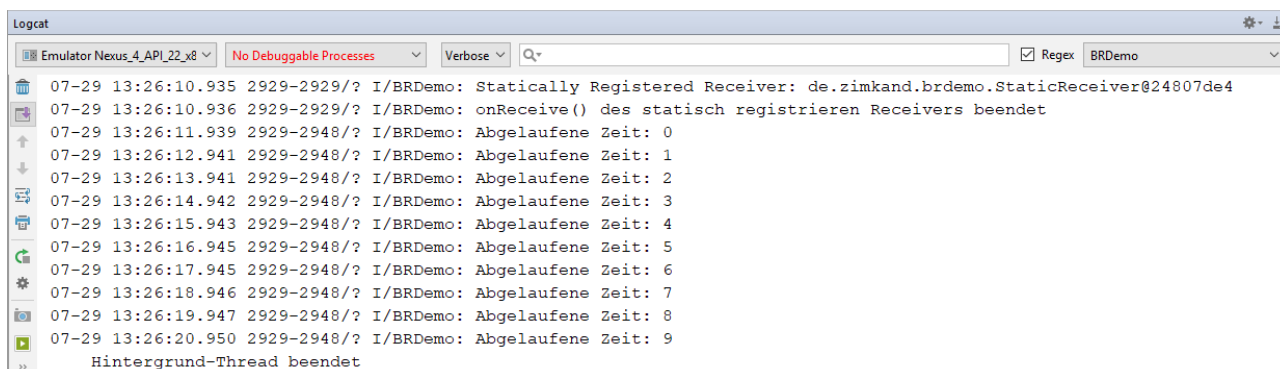 Logcat
Emulator Nexus_4_API_22_x8 No Debuggable Processes Verbose Regex BRDemo
07-29 13:26:10.935 2929-2929/? I/BRDemo: Statically Registered Receiver: de.zimkand.brdemo.StaticReceiver@24807de4
07-29 13:26:10.936 2929-2929/? I/BRDemo: onReceive() des statisch registrieren Receivers beendet
07-29 13:26:11.939 2929-2948/? I/BRDemo: Abgelaufene Zeit: 0
07-29 13:26:12.941 2929-2948/? I/BRDemo: Abgelaufene Zeit: 1
07-29 13:26:13.941 2929-2948/? I/BRDemo: Abgelaufene Zeit: 2
07-29 13:26:14.942 2929-2948/? I/BRDemo: Abgelaufene Zeit: 3
07-29 13:26:15.943 2929-2948/? I/BRDemo: Abgelaufene Zeit: 4
07-29 13:26:16.945 2929-2948/? I/BRDemo: Abgelaufene Zeit: 5
07-29 13:26:17.945 2929-2948/? I/BRDemo: Abgelaufene Zeit: 6
07-29 13:26:18.946 2929-2948/? I/BRDemo: Abgelaufene Zeit: 7
07-29 13:26:19.947 2929-2948/? I/BRDemo: Abgelaufene Zeit: 8
07-29 13:26:20.950 2929-2948/? I/BRDemo: Abgelaufene Zeit: 9
Hintergrund-Thread beendet